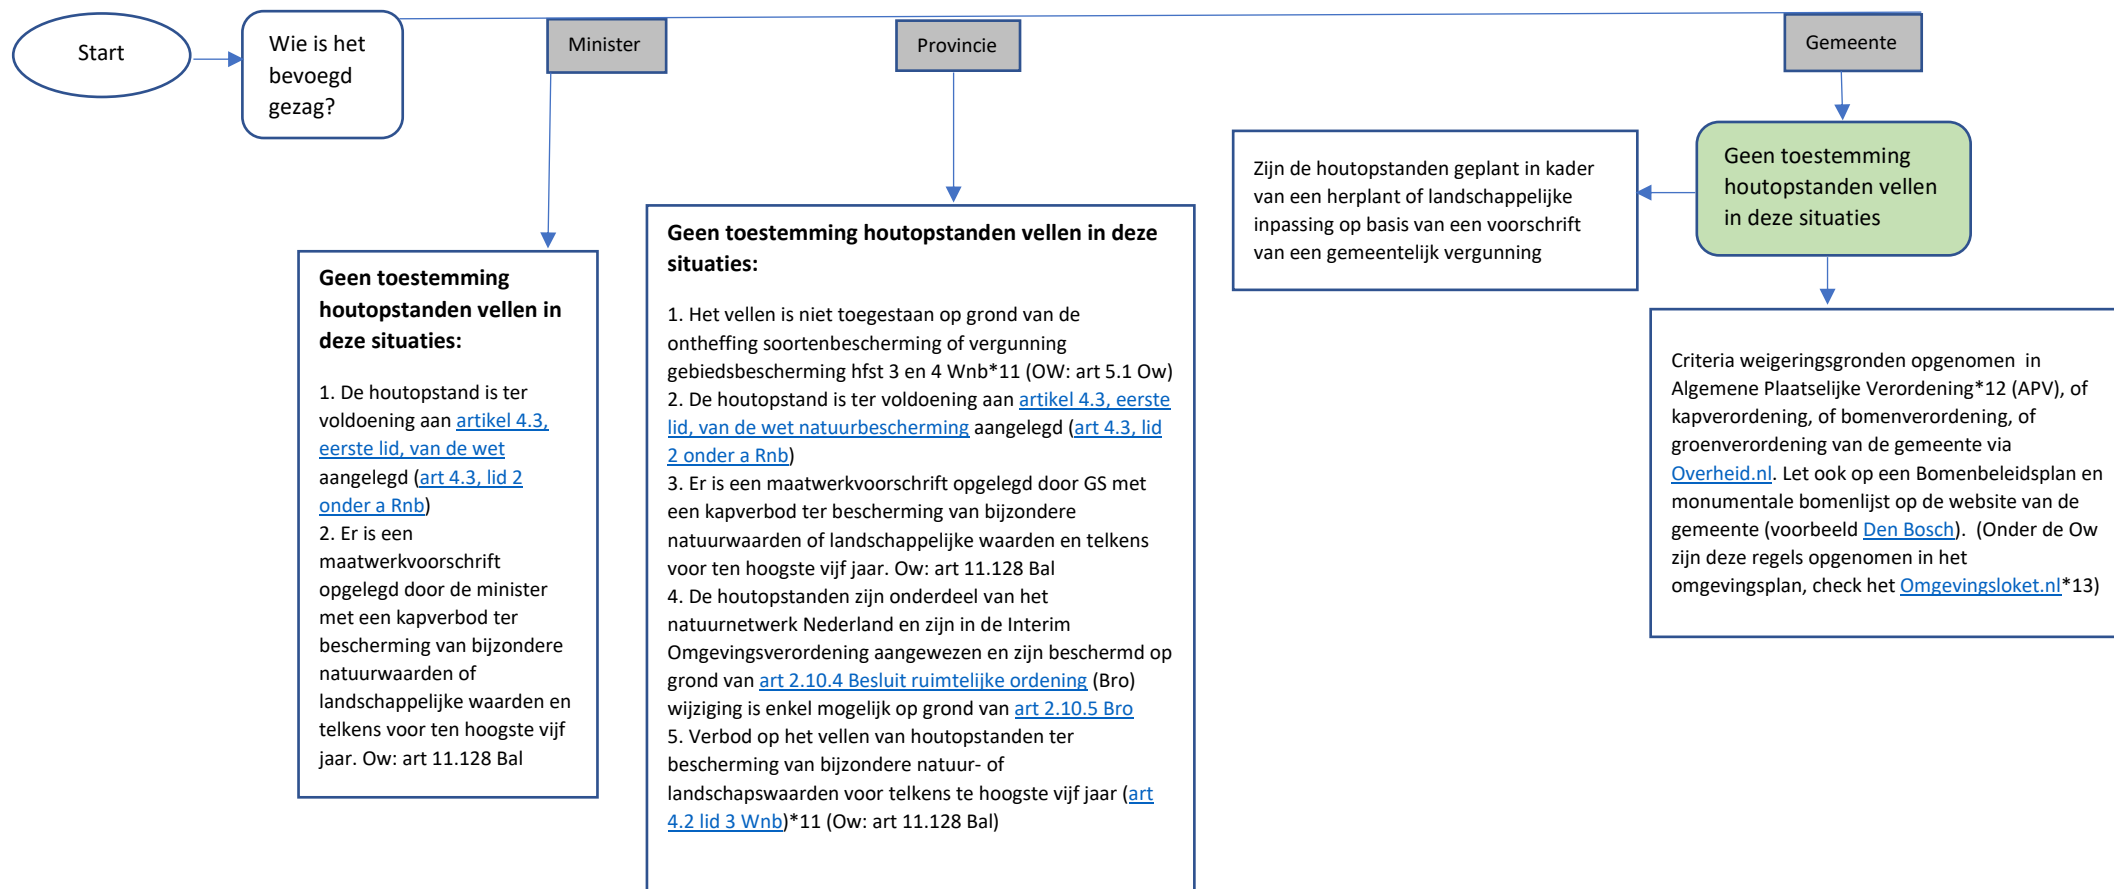 Start
Wie is het
bevoegd
gezag?
Minister
Provincie
Gemeente
Geen toestemming
houtopstanden vellen in
deze situaties:
1. De houtopstand is ter
voldoening aan artikel 4.3,
eerste lid, van de wet
aangelegd (art 4.3, lid 2
onder a Rnb)
2. Er is een
maatwerkvoorschrift
opgelegd door de minister
met een kapverbod ter
bescherming van bijzondere
natuurwaarden of
landschappelijke waarden en
telkens voor ten hoogste vijf
jaar. Ow: art 11.128 Bal
Geen toestemming houtopstanden vellen in deze
situaties:
1. Het vellen is niet toegestaan op grond van de
ontheffing soortenbescherming of vergunning
gebiedsbescherming hfst 3 en 4 Wnb*11 (OW: art 5.1 Ow)
2. De houtopstand is ter voldoening aan artikel 4.3, eerste
lid, van de wet natuurbescherming aangelegd (art 4.3, lid
2 onder a Rnb)
3. Er is een maatwerkvoorschrift opgelegd door GS met
een kapverbod ter bescherming van bijzondere
natuurwaarden of landschappelijke waarden en telkens
voor ten hoogste vijf jaar. Ow: art 11.128 Bal
4. De houtopstanden zijn onderdeel van het
natuurnetwerk Nederland en zijn in de Interim
Omgevingsverordening aangewezen en zijn beschermd op
grond van art 2.10.4 Besluit ruimtelijke ordening (Bro)
wijziging is enkel mogelijk op grond van art 2.10.5 Bro
5. Verbod op het vellen van houtopstanden ter
bescherming van bijzondere natuur- of
landschapswaarden voor telkens te hoogste vijf jaar (art
4.2 lid 3 Wnb)*11 (Ow: art 11.128 Bal)
Zijn de houtopstanden geplant in kader
van een herplant of landschappelijke
inpassing op basis van een voorschrift
van een gemeentelijk vergunning
Geen toestemming
houtopstanden vellen
in deze situaties
Criteria weigeringsgronden opgenomen in
Algemene Plaatselijke Verordening*12 (APV), of
kapverordening, of bomenverordening, of
groenverordening van de gemeente via
Overheid.nl. Let ook op een Bomenbeleidsplan en
monumentale bomenlijst op de website van de
gemeente (voorbeeld Den Bosch). (Onder de Ow
zijn deze regels opgenomen in het
omgevingsplan, check het Omgevingsloket.nl*13)